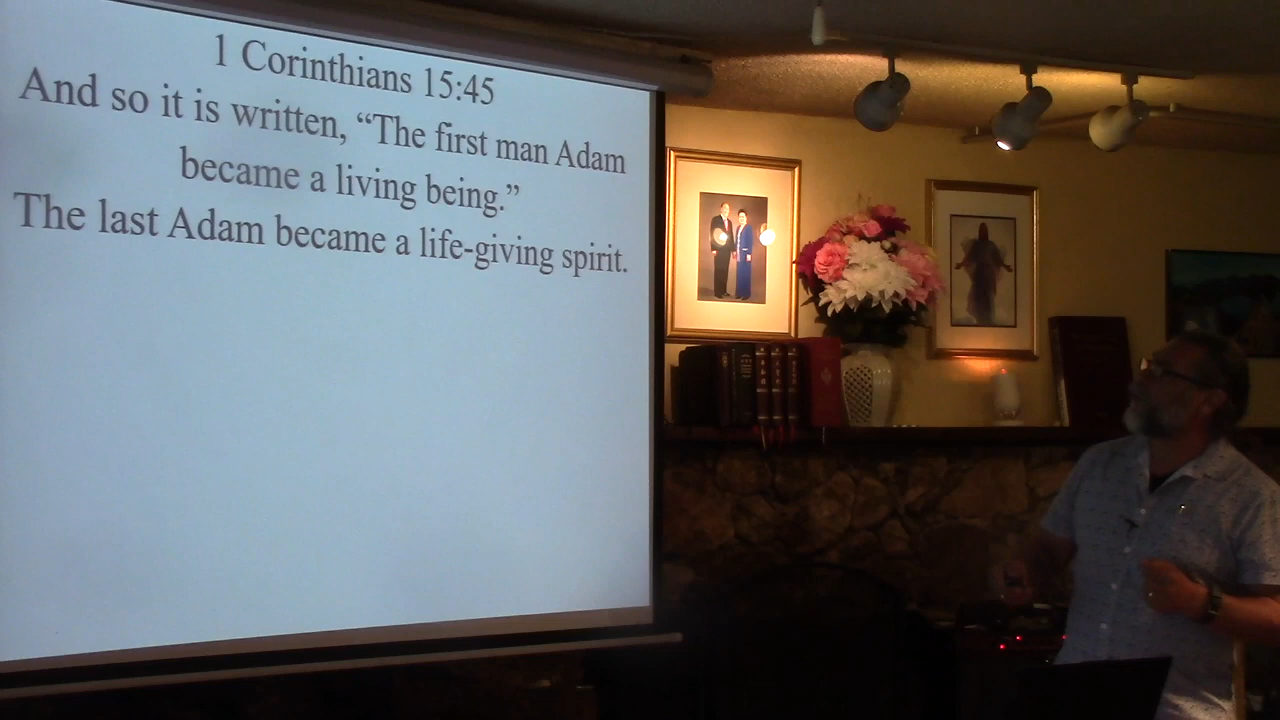 1 Corinthians 15:45
And so it is written, “The first man Adam
became a living being.”
The last Adam became a life-giving spirit.